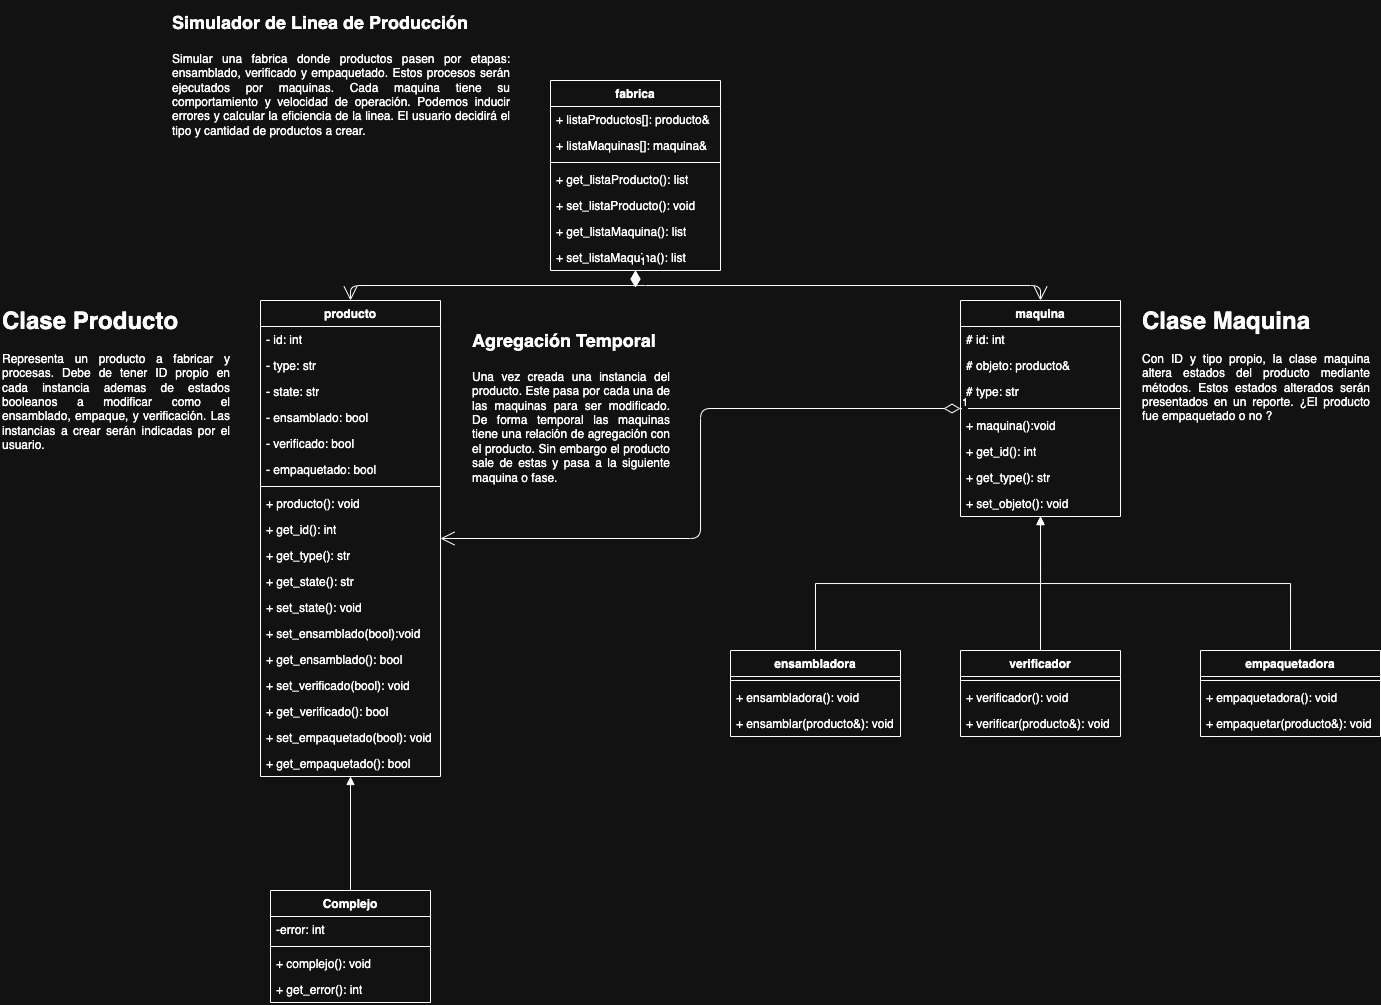 Simulador de Linea de Producción
Simular una fabrica donde productos pasen por etapas:
ensamblado, verificado y empaquetado. Estos procesos serán
ejecutados por maquinas. Cada maquina tiene su
comportamiento y velocidad de operación. Podemos inducir
errores y calcular la eficiencia de la linea. El usuario decidirá el
tipo y cantidad de productos a crear.
fabrica
+ listaProductos[]: producto&
+ listaMaquinas[]: maquina&
+ get_listaProducto(): list
+ set_listaProducto(): void
+ get_listaMaquina(): list
+ set_listaMaquina(): list
1
Clase Producto
Representa un producto a fabricar y
procesas. Debe de tener ID propio en
cada instancia ademas de estados
booleanos a modificar como el
ensamblado, empaque, y verificación. Las
instancias a crear serán indicadas por el
usuario.
producto
- id: int
- type: str
- state: str
- ensamblado: bool
- verificado: bool
- empaquetado: bool
+ producto(): void
+ get_id(): int
+ get_type(): str
+ get_state(): str
+ set_state(): void
+ set_ensamblado(bool):void
+ get_ensamblado(): bool
+ set_verificado(bool): void
+ get_verificado(): bool
+ set_empaquetado(bool): void
+ get_empaquetado(): bool
Agregación Temporal
Una vez creada una instancia del
producto. Este pasa por cada una de
las maquinas para ser modificado.
De forma temporal las maquinas
tiene una relación de agregación con
el producto. Sin embargo el producto
sale de estas y pasa a la siguiente
maquina o fase.
maquina
# id: int
# objeto: producto&
# type: str
1
+ maquina():void
+ get_id(): int
+ get_type(): str
+ set_objeto(): void
Clase Maquina
Con ID y tipo propio, la clase maquina
altera estados del producto mediante
métodos. Estos estados alterados serán
presentados en un reporte. ¿El producto
fue empaquetado o no ?
ensambladora
+ ensambladora(): void
+ ensamblar(producto&): void
verificador
+ verificador(): void
+ verificar(producto&): void
empaquetadora
+ empaquetadora(): void
+ empaquetar(producto&): void
Complejo
-error: int
+ complejo(): void
+ get_error(): int